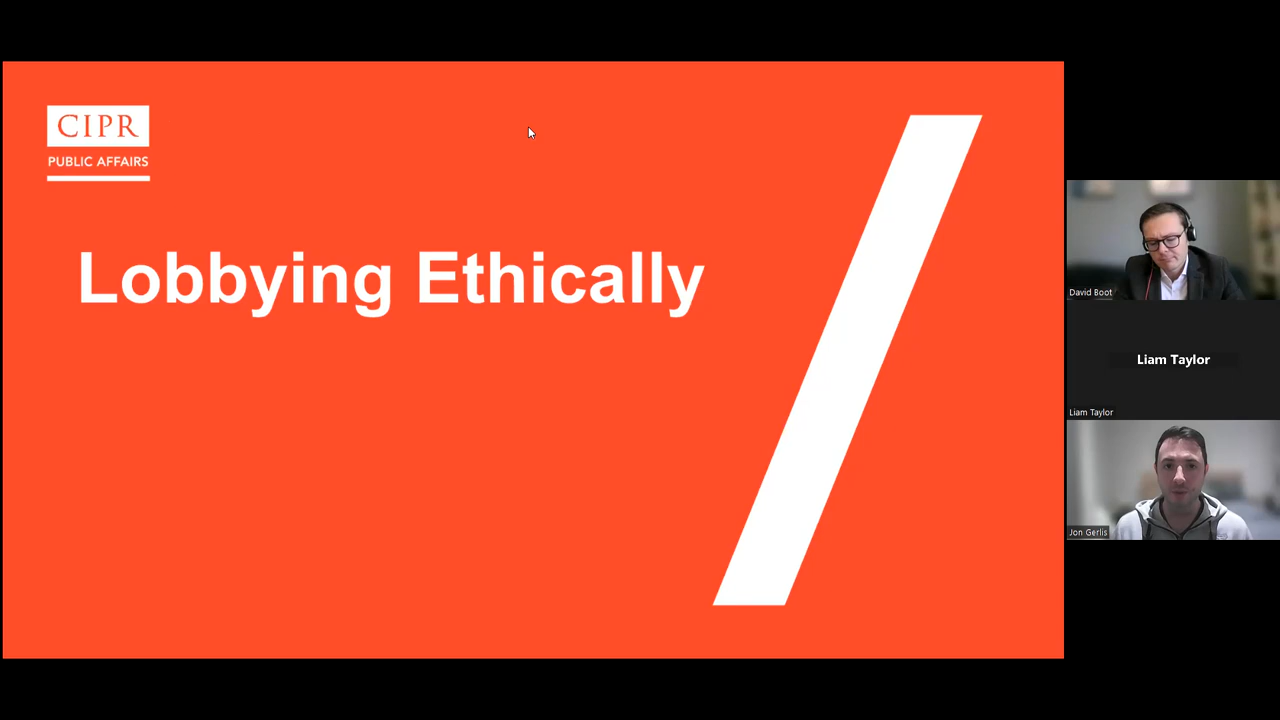 CIPR
PUBLIC AFFAIRS
Lobbying Ethically
David Boot
Liam Taylor
Liam Taylor
Jon Gerlis